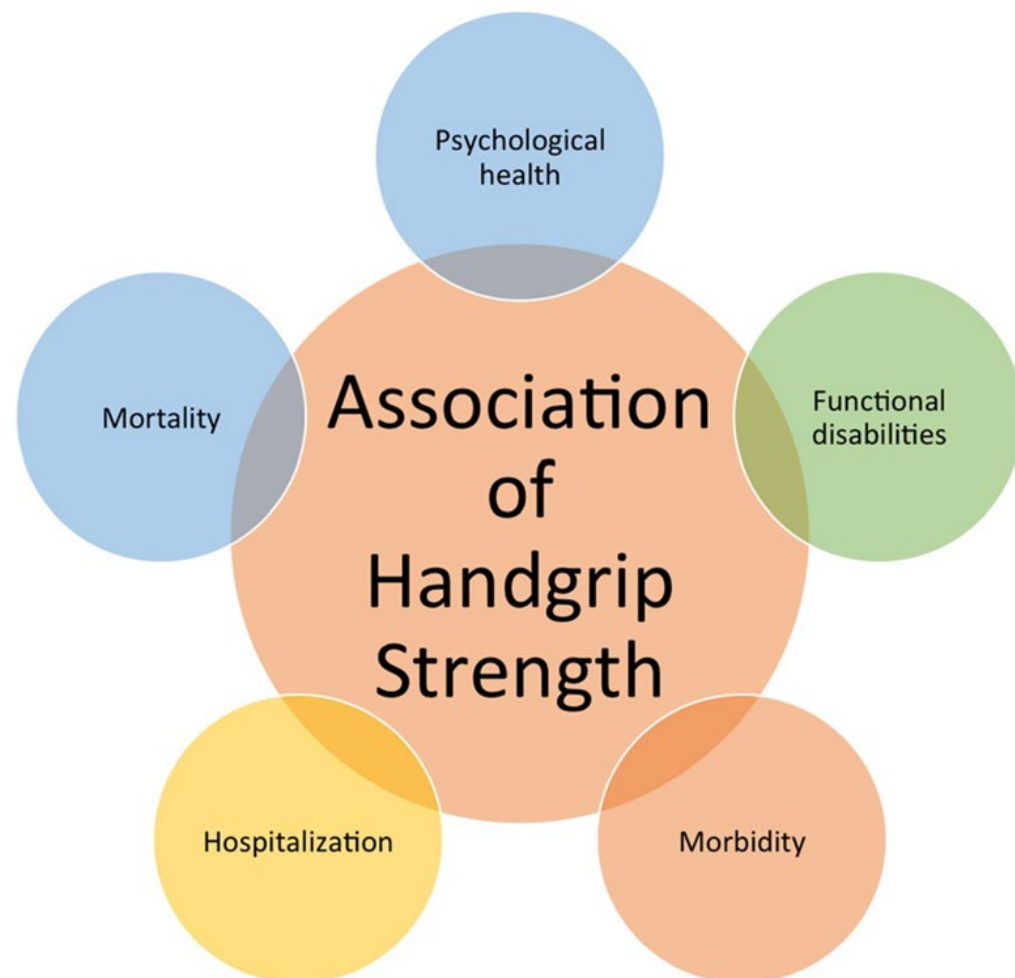 Psychological
health
Mortality
Functional
disabilities
Association
of
Handgrip
Strength
Hospitalization
Morbidity